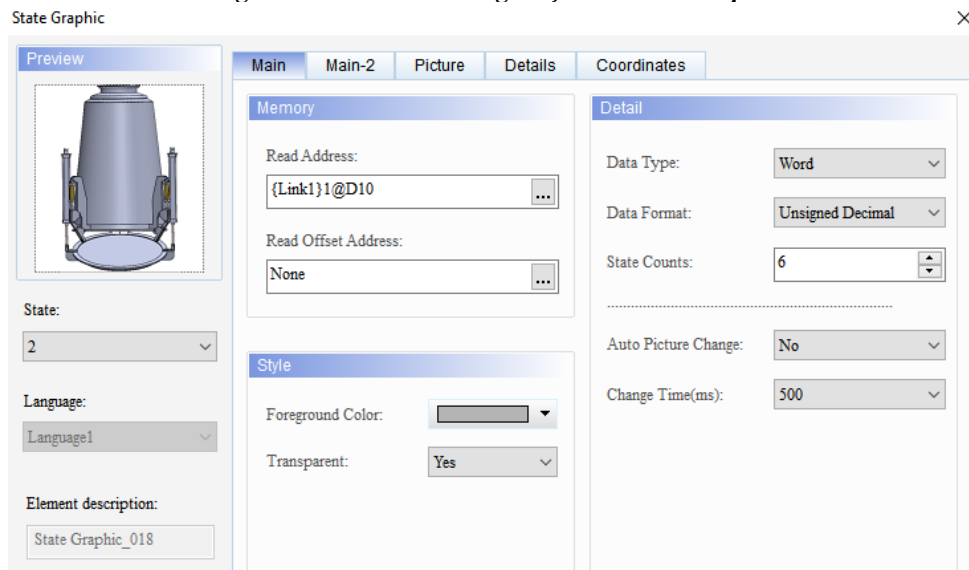 State Graphic
Preview
State:
2
Language:
Language1
Element description:
State Graphic_018
Main Main-2 Picture Details Coordinates
Memory
Read Address:
{Link1}1@D10
...
Read Offset Address:
None
...
Style
Foreground Color:
Transparent: Yes
Detail
Data Type: Word
Data Format: Unsigned Decimal
State Counts: 6
Auto Picture Change: No
Change Time(ms): 500